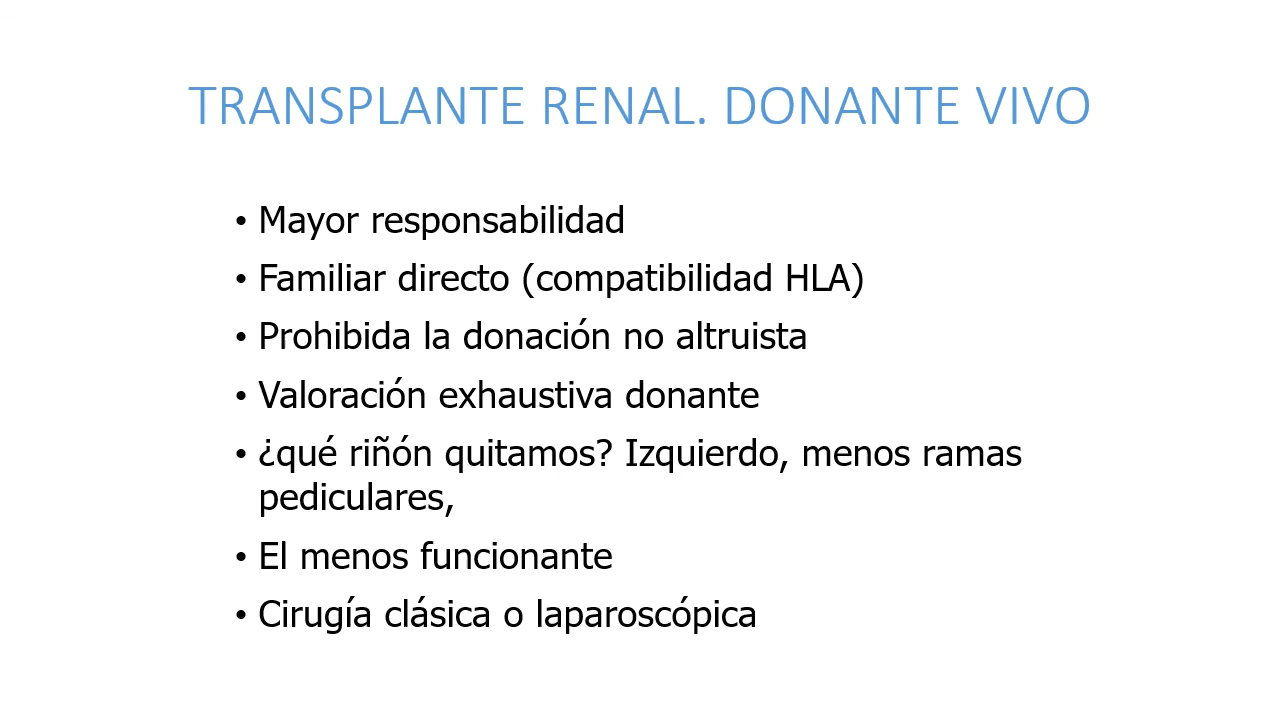 TRANSPLANTE RENAL. DONANTE VIVO
• Mayor responsabilidad
• Familiar directo (compatibilidad HLA)
• Prohibida la donación no altruista
• Valoración exhaustiva donante
• ¿qué riñón quitamos? Izquierdo, menos ramas
pediculares,
• El menos funcionante
• Cirugía clásica o laparoscópica